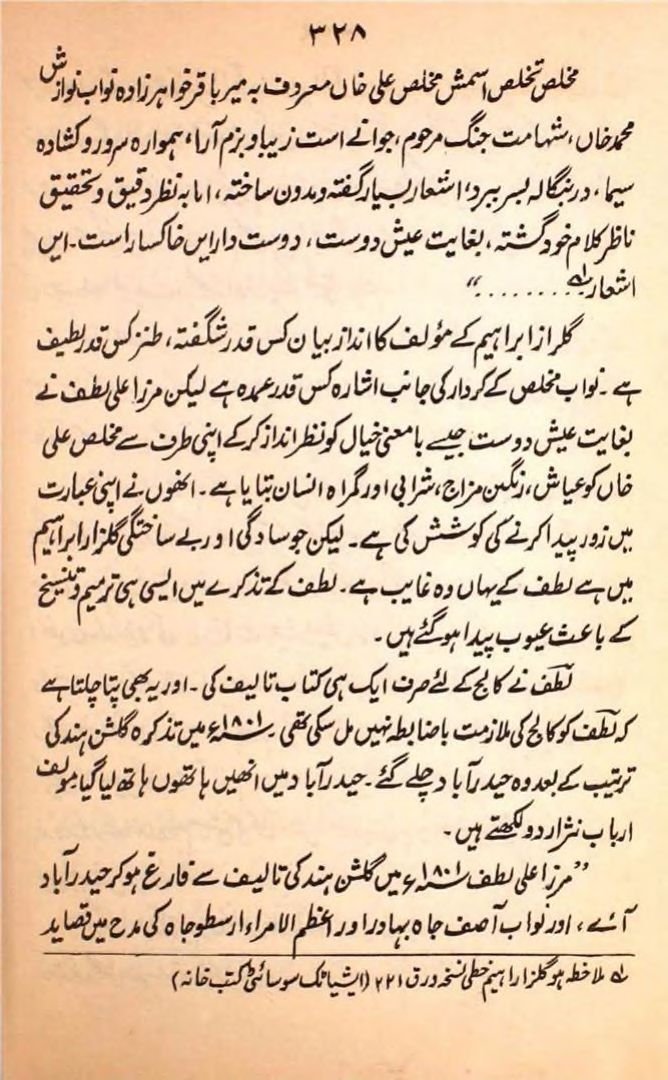 ۳۲۸
مخلص تخلص اسمش مخلص علی خاں معروف بہ میر باقر خواہر زادہ نواب نوازش
محمد خاں، شہامت جنگ مرحوم، جوانے است زیبا و بزم آراء، ہموارہ سرور و کشادہ
سیما، در بنگالہ بسر برد، اشعار بسیار گفتہ و مدون ساختہ، اما بہ نظر دقیق و تحقیق
ناظر کلام خود گشتہ، بغایت عیش دوست، دوست دار ایں خاکسار است۔ ایں
اشعار ........."
گلزار ابراہیم کے مؤلف کا انداز بیان کس قدر شگفتہ، طنز کس قدر لطیف
ہے۔ نواب مخلص کے کردار کی جانب اشارہ کس قدر عمدہ ہے لیکن مرزا علی لطف نے
بغایت عیش دوست جیسے بامعنی خیال کو نظر انداز کر کے اپنی طرف سے مخلص علی
خاں کو عیاش، رنگین مزاج، شرابی اور گمراہ انسان بتایا ہے۔ انھوں نے اپنی عبارت
میں زور پیدا کرنے کی کوشش کی ہے۔ لیکن جو سادگی اور بے ساختگی گلزار ابراہیم
میں ہے لطف کے یہاں وہ غایب ہے۔ لطف کے تذکرے میں ایسی ہی ترمیم و تنسیخ
کے باعث عیوب پیدا ہو گئے ہیں۔
لطف نے کالج کے لئے صرف ایک ہی کتاب تالیف کی۔ اور یہ بھی پتا چلتا ہے
کہ لطف کو کالج کی ملازمت باضابطہ نہیں مل سکی تھی۔ ۱۸۰۱ء میں تذکرہ گلشن ہند کی
ترتیب کے بعد وہ حیدرآباد چلے گئے۔ حیدرآباد میں انھیں ہاتھوں ہاتھ لیا گیا مولف
ارباب نثر اردو لکھتے ہیں۔
"مرزا علی لطف ۱۸۰۱ء میں گلشن ہند کی تالیف سے فارغ ہو کر حیدرآباد
آئے، اور نواب آصف جاہ بہادر اور اعظم الامراء ارسطو جاہ کی مدح میں قصاید
لہ ملاخطہ ہو گلزار ابراہیم خطی نسخہ ورق ۲۲۱ (ایشیاٹک سوسائٹی کتب خانہ)